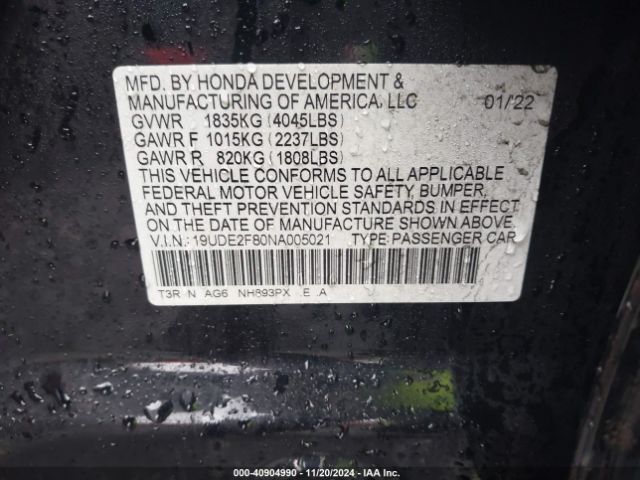 MFD. BY HONDA DEVELOPMENT &
MANUFACTURING OF AMERICA, LLC 01/22
GVWR 1835KG (4045LBS)
GAWR F 1015KG (2237LBS)
GAWR R 820KG (1808LBS)
THIS VEHICLE CONFORMS TO ALL APPLICABLE
FEDERAL MOTOR VEHICLE SAFETY, BUMPER,
AND THEFT PREVENTION STANDARDS IN EFFECT
ON THE DATE OF MANUFACTURE SHOWN ABOVE.
V.I.N.: 19UDE2F80NA005021 TYPE: PASSENGER CAR
T3R N AG6 NH893PX E A
000-40904990 - 11/20/2024 - IAA Inc.